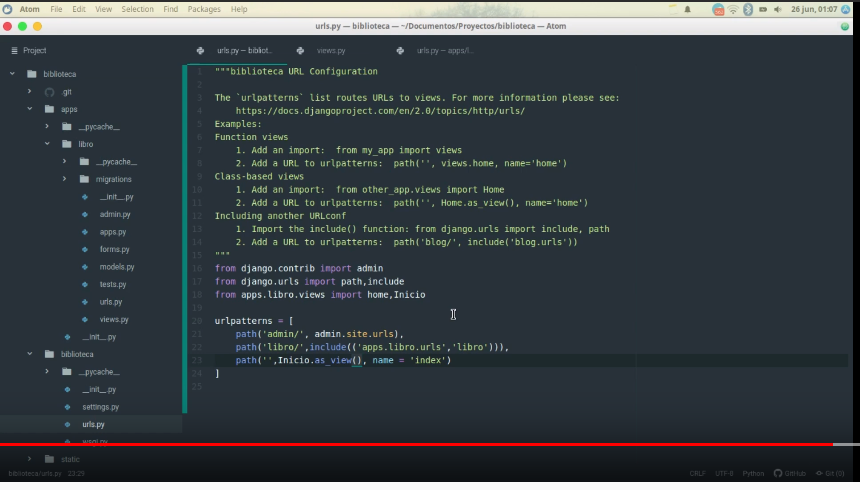 Atom File Edit View Selection Find Packages Help 26 jun, 01:07
urls.py — biblioteca — ~/Documentos/Proyectos/biblioteca — Atom
Project
urls.py — bibliot...
views.py
urls.py — apps/l...
biblioteca
.git
apps
__pycache__
libro
__pycache__
migrations
__init__.py
admin.py
apps.py
forms.py
models.py
tests.py
urls.py
views.py
__init__.py
biblioteca
__pycache__
__init__.py
settings.py
urls.py
wsgi.py
static
1 """biblioteca URL Configuration
2
3 The `urlpatterns` list routes URLs to views. For more information please see:
4 https://docs.djangoproject.com/en/2.0/topics/http/urls/
5 Examples:
6 Function views
7 1. Add an import:  from my_app import views
8 2. Add a URL to urlpatterns:  path('', views.home, name='home')
9 Class-based views
10 1. Add an import:  from other_app.views import Home
11 2. Add a URL to urlpatterns:  path('', Home.as_view(), name='home')
12 Including another URLconf
13 1. Import the include() function: from django.urls import include, path
14 2. Add a URL to urlpatterns:  path('blog/', include('blog.urls'))
15 """
16 from django.contrib import admin
17 from django.urls import path,include
18 from apps.libro.views import home,Inicio
19
20 urlpatterns = [
21 path('admin/', admin.site.urls),
22 path('libro/',include(('apps.libro.urls','libro'))),
23 path('',Inicio.as_view(), name = 'index')
24 ]
25
biblioteca/urls.py 23:29 CRLF UTF-8 Python GitHub Git (0)